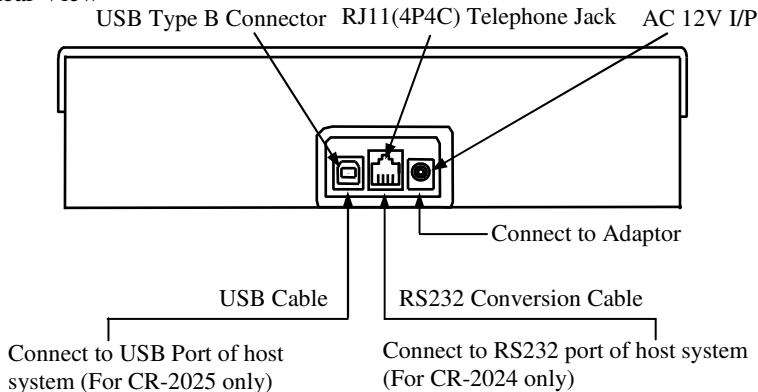 USB Type B Connector RJ11(4P4C) Telephone Jack AC 12V I/P
Connect to Adaptor
USB Cable RS232 Conversion Cable
Connect to USB Port of host
system (For CR-2025 only)
Connect to RS232 port of host system
(For CR-2024 only)